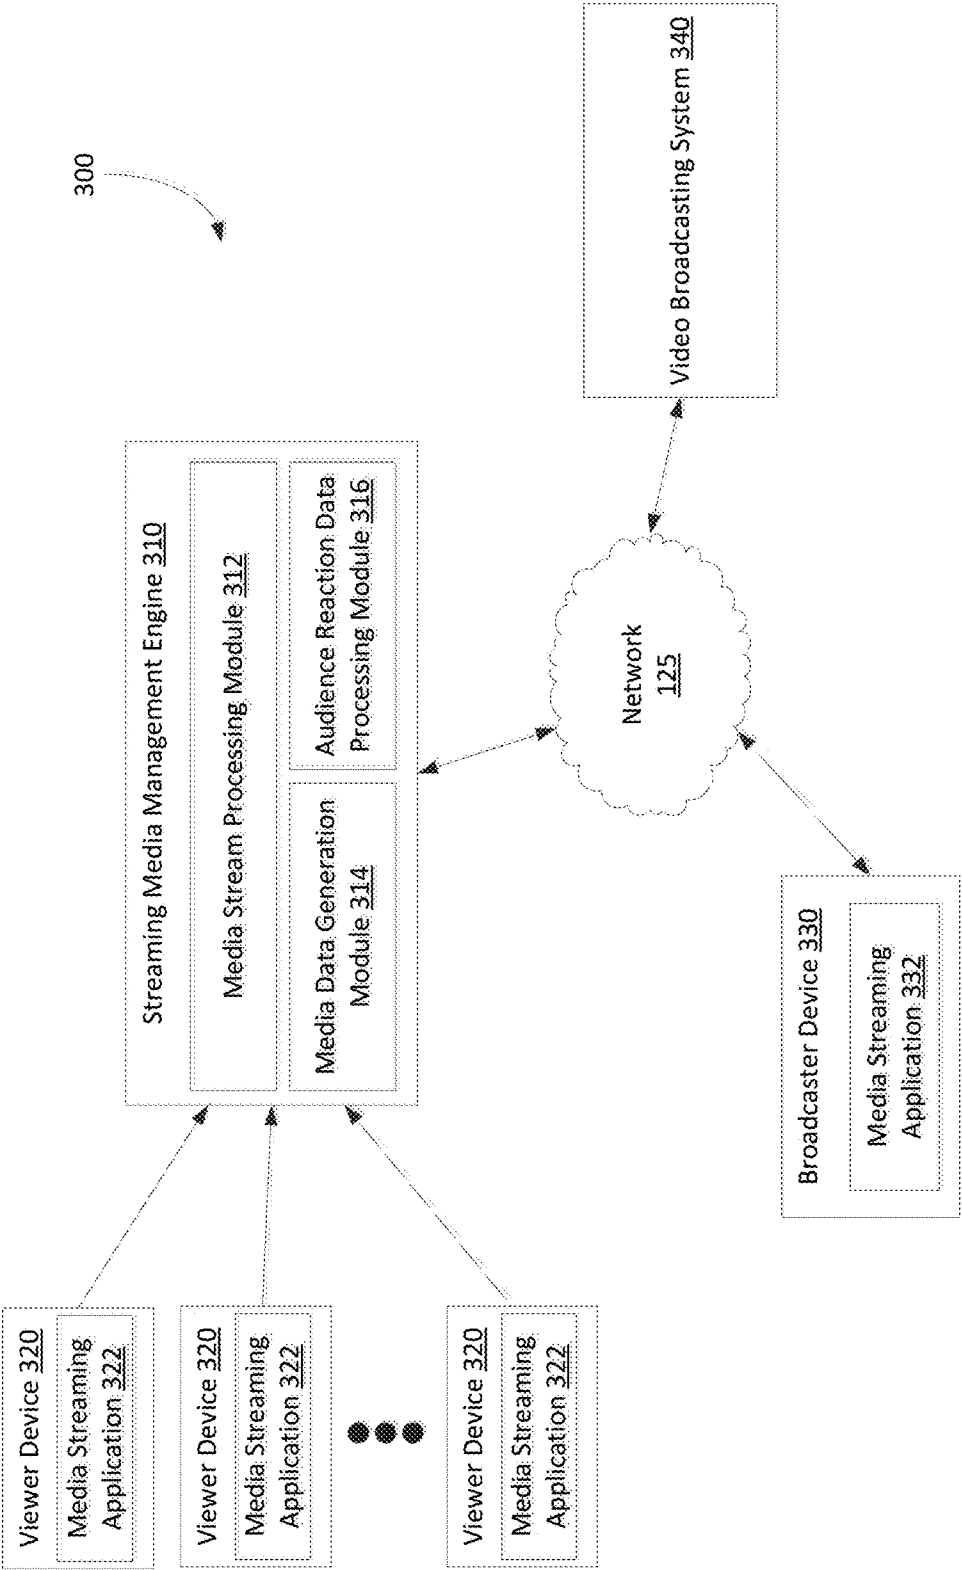 300
Viewer Device 320
Media Streaming
Application 322
Viewer Device 320
Media Streaming
Application 322
Viewer Device 320
Media Streaming
Application 322
Streaming Media Management Engine 310
Media Stream Processing Module 312
Media Data Generation
Module 314
Audience Reaction Data
Processing Module 316
Network
125
Broadcaster Device 330
Media Streaming
Application 332
Video Broadcasting System 340